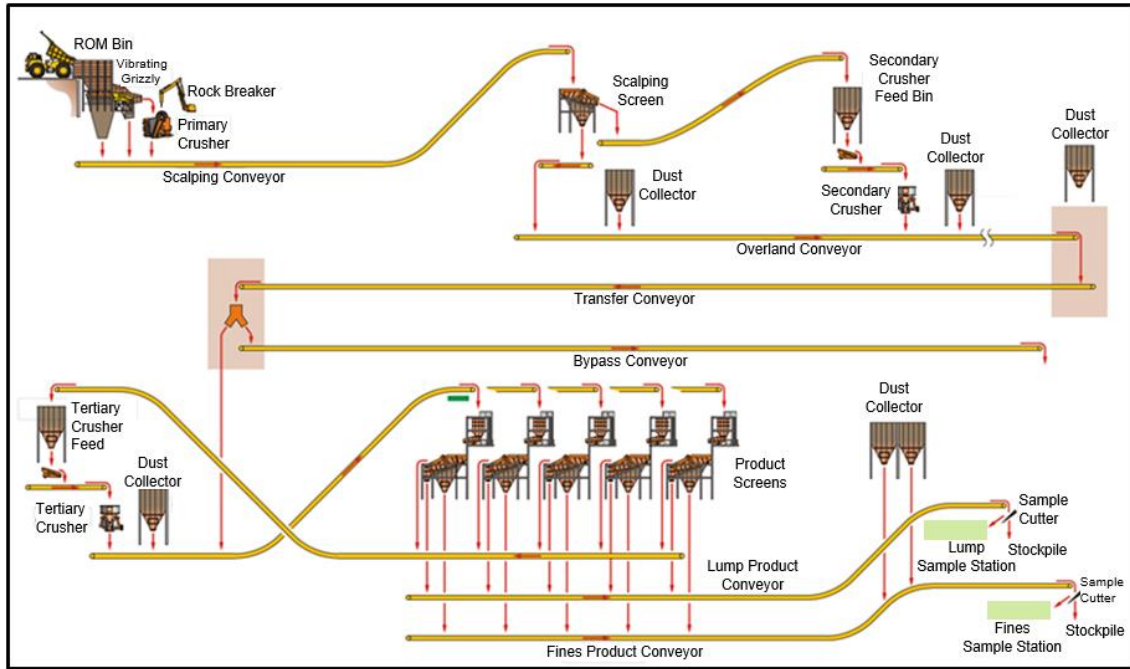 ROM Bin
Vibrating
Grizzly
Rock Breaker
Primary
Crusher
Scalping Conveyor
Scalping
Screen
Dust
Collector
Secondary
Crusher
Feed Bin
Secondary
Crusher
Dust
Collector
Dust
Collector
Overland Conveyor
Transfer Conveyor
Bypass Conveyor
Tertiary
Crusher
Feed
Dust
Collector
Tertiary
Crusher
Product
Screens
Dust
Collector
Lump Product
Conveyor
Sample
Cutter
Lump
Sample Station
Stockpile
Fines Product Conveyor
Sample
Cutter
Fines
Sample Station
Stockpile